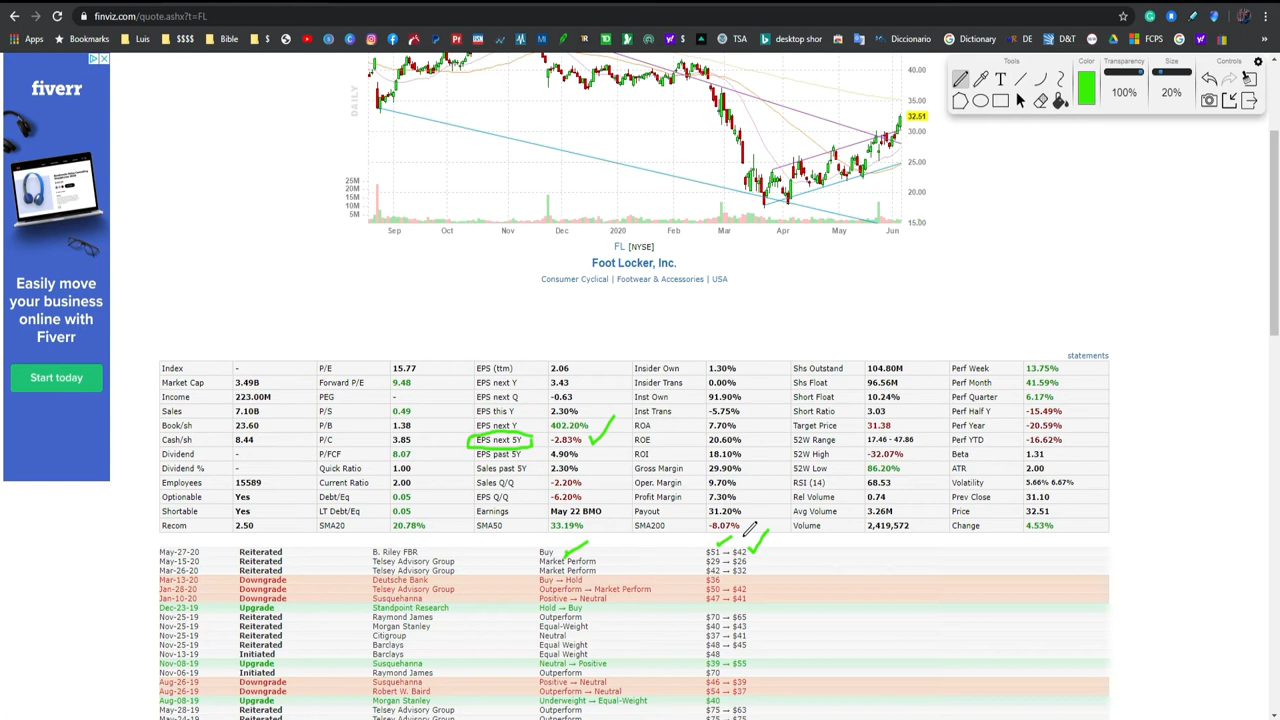 finviz.com/quote.ashx?t=FL
Apps Bookmarks Luis $$$$ Bible $ TSA desktop shor Diccionario Diction.... - RE D&T FCPS
fiverr
Easily move your business online with Fiverr
Start today
Tools Color Transparency Size Controls
100% 20%
DAILY
40.00
35.00
32.51
30.00
25.00
20.00
15.00
25M
20M
15M
10M
5M
Sep Oct Nov Dec 2020 Feb Mar Apr May Jun
FL [NYSE]
Foot Locker, Inc.
Consumer Cyclical | Footwear & Accessories | USA
statements
Index - P/E 15.77 EPS (ttm) 2.06 Insider Own 1.30% Shs Outstand 104.80M Perf Week 13.75%
Market Cap 3.49B Forward P/E 9.48 EPS next Y 3.43 Insider Trans 0.00% Shs Float 96.56M Perf Month 41.59%
Income 223.00M PEG - EPS next Q -0.63 Inst Own 91.90% Short Float 10.24% Perf Quarter 6.17%
Sales 7.10B P/S 0.49 EPS this Y 2.30% Inst Trans -5.75% Short Ratio 3.03 Perf Half Y -15.49%
Book/sh 23.60 P/B 1.38 EPS next Y 402.20% ROA 7.70% Target Price 31.38 Perf Year -20.59%
Cash/sh 8.44 P/C 3.85 EPS next 5Y -2.83% ROE 20.60% 52W Range 17.46 - 47.86 Perf YTD -16.62%
Dividend - P/FCF 8.07 EPS past 5Y 4.90% ROI 18.10% 52W High -32.07% Beta 1.31
Dividend % - Quick Ratio 1.00 Sales past 5Y 2.30% Gross Margin 29.90% 52W Low 86.20% ATR 2.00
Employees 15589 Current Ratio 2.00 Sales Q/Q -2.20% Oper. Margin 9.70% RSI (14) 68.53 Volatility 5.66% 6.67%
Optionable Yes Debt/Eq 0.05 EPS Q/Q -6.20% Profit Margin 7.30% Rel Volume 0.74 Prev Close 31.10
Shortable Yes LT Debt/Eq 0.05 Earnings May 22 BMO Payout 31.20% Avg Volume 3.26M Price 32.51
Recom 2.50 SMA20 20.78% SMA50 33.19% SMA200 -8.07% Volume 2,419,572 Change 4.53%
May-27-20 Reiterated B. Riley FBR Buy $51 → $42
May-15-20 Reiterated Telsey Advisory Group Market Perform $29 → $26
Mar-26-20 Reiterated Telsey Advisory Group Market Perform $42 → $32
Mar-13-20 Downgrade Deutsche Bank Buy → Hold $36
Jan-28-20 Downgrade Telsey Advisory Group Outperform → Market Perform $50 → $42
Jan-10-20 Downgrade Susquehanna Positive → Neutral $47 → $41
Dec-23-19 Upgrade Standpoint Research Hold → Buy
Nov-25-19 Reiterated Raymond James Outperform $70 → $65
Nov-25-19 Reiterated Morgan Stanley Equal-Weight $40 → $43
Nov-25-19 Reiterated Citigroup Neutral $37 → $41
Nov-25-19 Reiterated Barclays Equal Weight $48 → $45
Nov-13-19 Initiated Barclays Equal Weight $48
Nov-08-19 Upgrade Susquehanna Neutral → Positive $39 → $55
Nov-06-19 Initiated Raymond James Outperform $70
Aug-26-19 Downgrade Susquehanna Positive → Neutral $46 → $39
Aug-26-19 Downgrade Robert W. Baird Outperform → Neutral $54 → $37
Aug-08-19 Upgrade Morgan Stanley Underweight → Equal-Weight $40
May-28-19 Reiterated Telsey Advisory Group Outperform $75 → $63